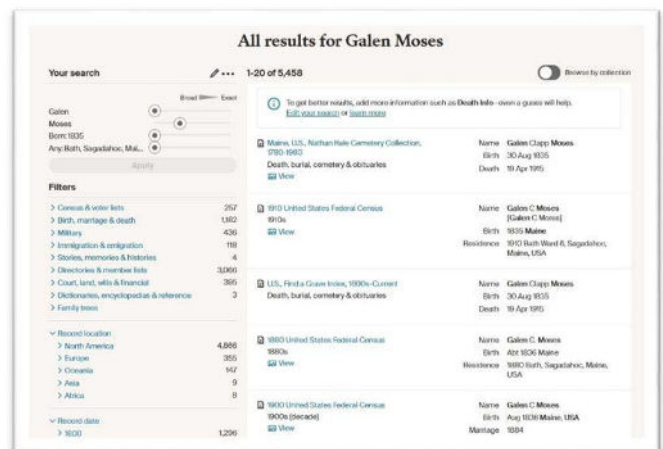 All results for Galen Moses
Your search
1-20 of 5,458
Browse by collection
Broad Exact
Galen
Moses
Born: 1835
Any: Bath, Sagadahoc, Mai...
Apply
Filters
> Census & voter lists 257
> Birth, marriage & death 1,182
> Military 436
> Immigration & emigration 118
> Stories, memories & histories 4
> Directories & member lists 3,066
> Court, land, wills & financial 395
> Dictionaries, encyclopedias & reference 3
> Family trees
Record location
> North America 4,866
> Europe 355
> Oceania 147
> Asia 9
> Africa 8
Record date
> 1600 1,296
To get better results, add more information such as Death Info -even a guess will help.
Edit your search or learn more
Maine, U.S., Nathan Hale Cemetery Collection,
1780-1980
Death, burial, cemetery & obituaries
View
Name Galen Clapp Moses
Birth 30 Aug 1835
Death 19 Apr 1915
1910 United States Federal Census
1910s
View
Name Galen C Moses
[Galen C Moses]
Birth 1835 Maine
Residence 1910 Bath Ward 6, Sagadahoc,
Maine, USA
U.S., Find a Grave Index, 1600s-Current
Death, burial, cemetery & obituaries
Name Galen Clapp Moses
Birth 30 Aug 1835
Death 19 Apr 1915
1880 United States Federal Census
1880s
View
Name Galen C. Moses
Birth Abt 1836 Maine
Residence 1880 Bath, Sagadahoc, Maine,
USA
1900 United States Federal Census
1900s (decade)
View
Name Galen C Moses
Birth Aug 1836 Maine, USA
Marriage 1884